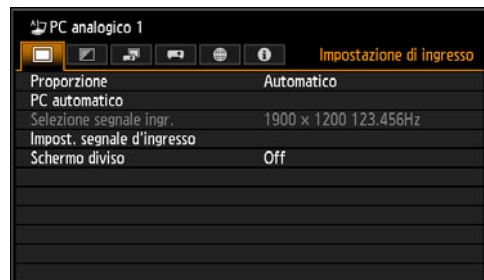 PC analogico 1
Impostazione di ingresso
Proporzione Automatico
PC automatico
Selezione segnale ingr. 1900 × 1200 123.456Hz
Impost. segnale d'ingresso
Schermo diviso Off